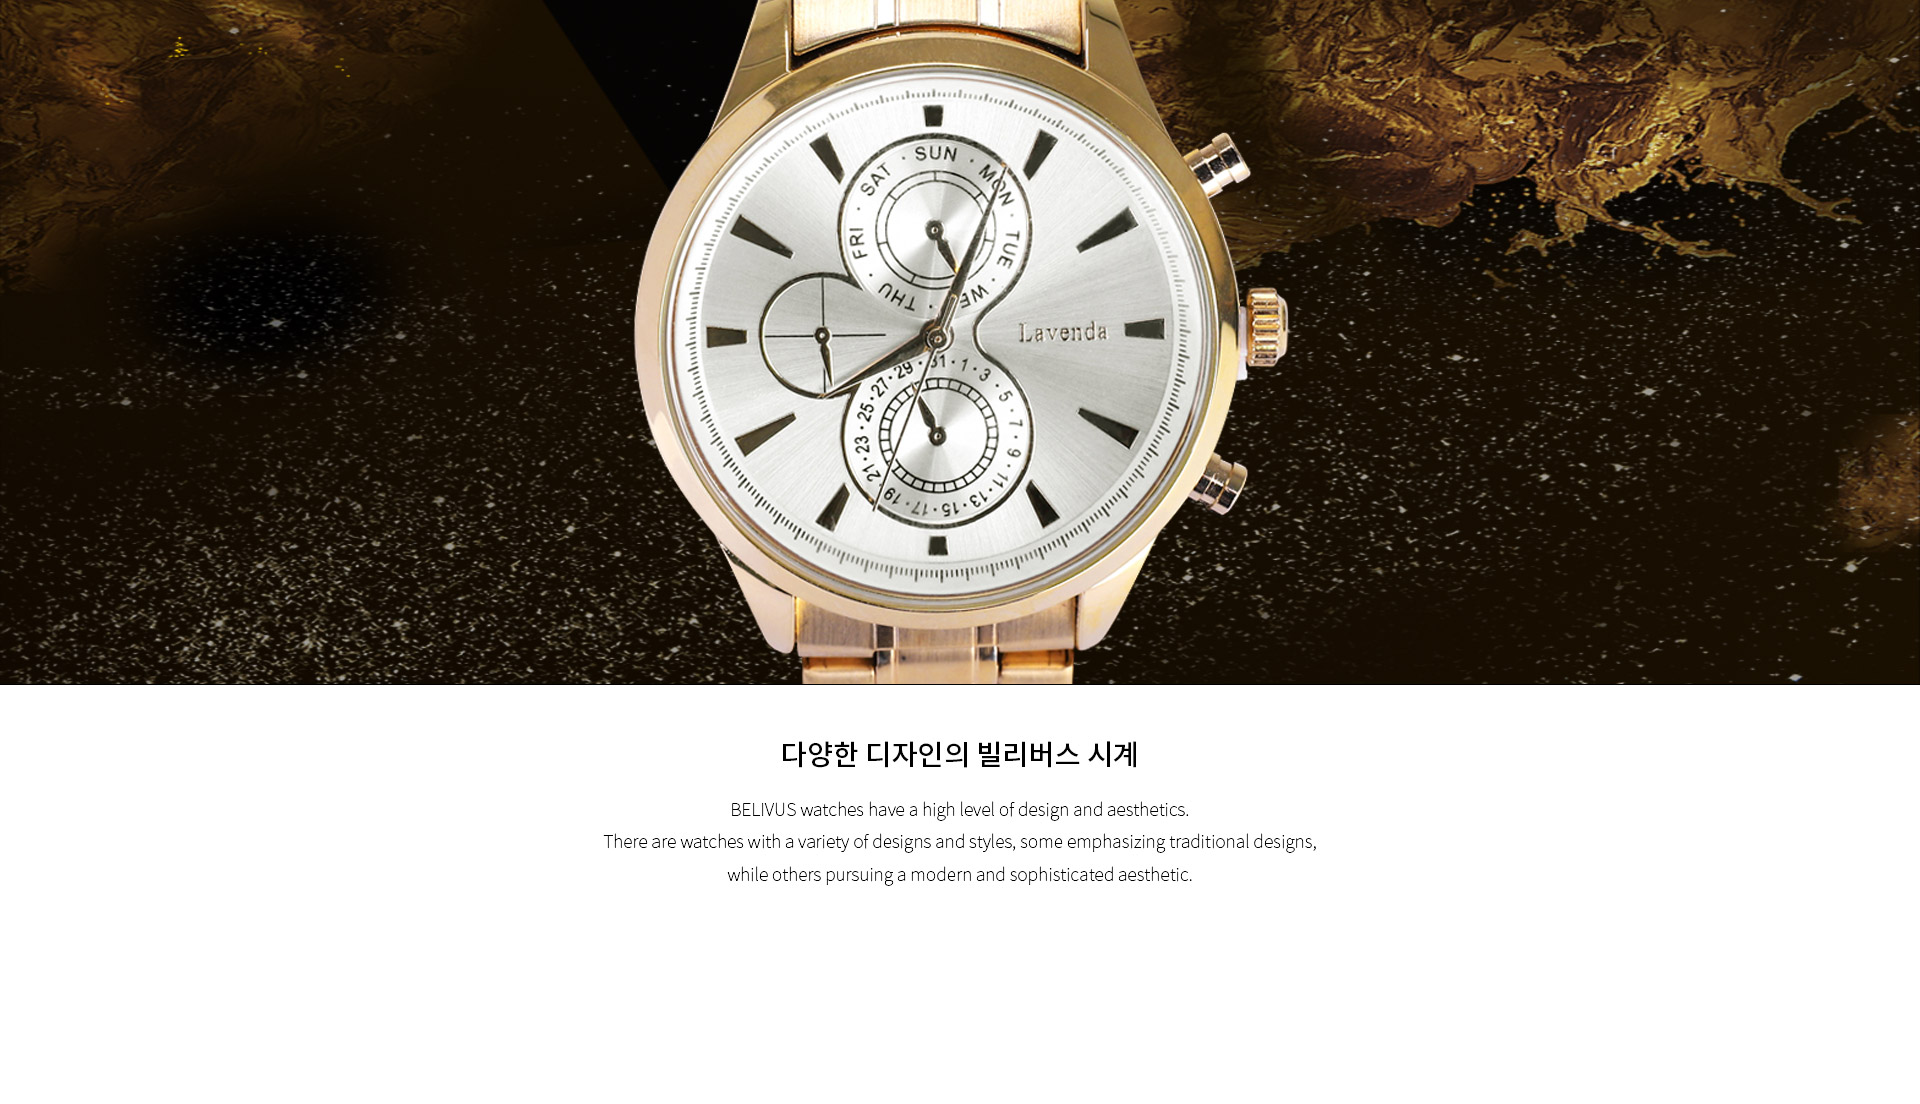 SUN · MON · TUE · WE · THU · FRI · SAT
Lavenda
31 · 1 · 3 · 5 · 7 · 9 · 11 · 13 · 15 · 17 · 19 · 21 · 23 · 25 · 27 · 29
다양한 디자인의 빌리버스 시계
BELIVUS watches have a high level of design and aesthetics.
There are watches with a variety of designs and styles, some emphasizing traditional designs,
while others pursuing a modern and sophisticated aesthetic.